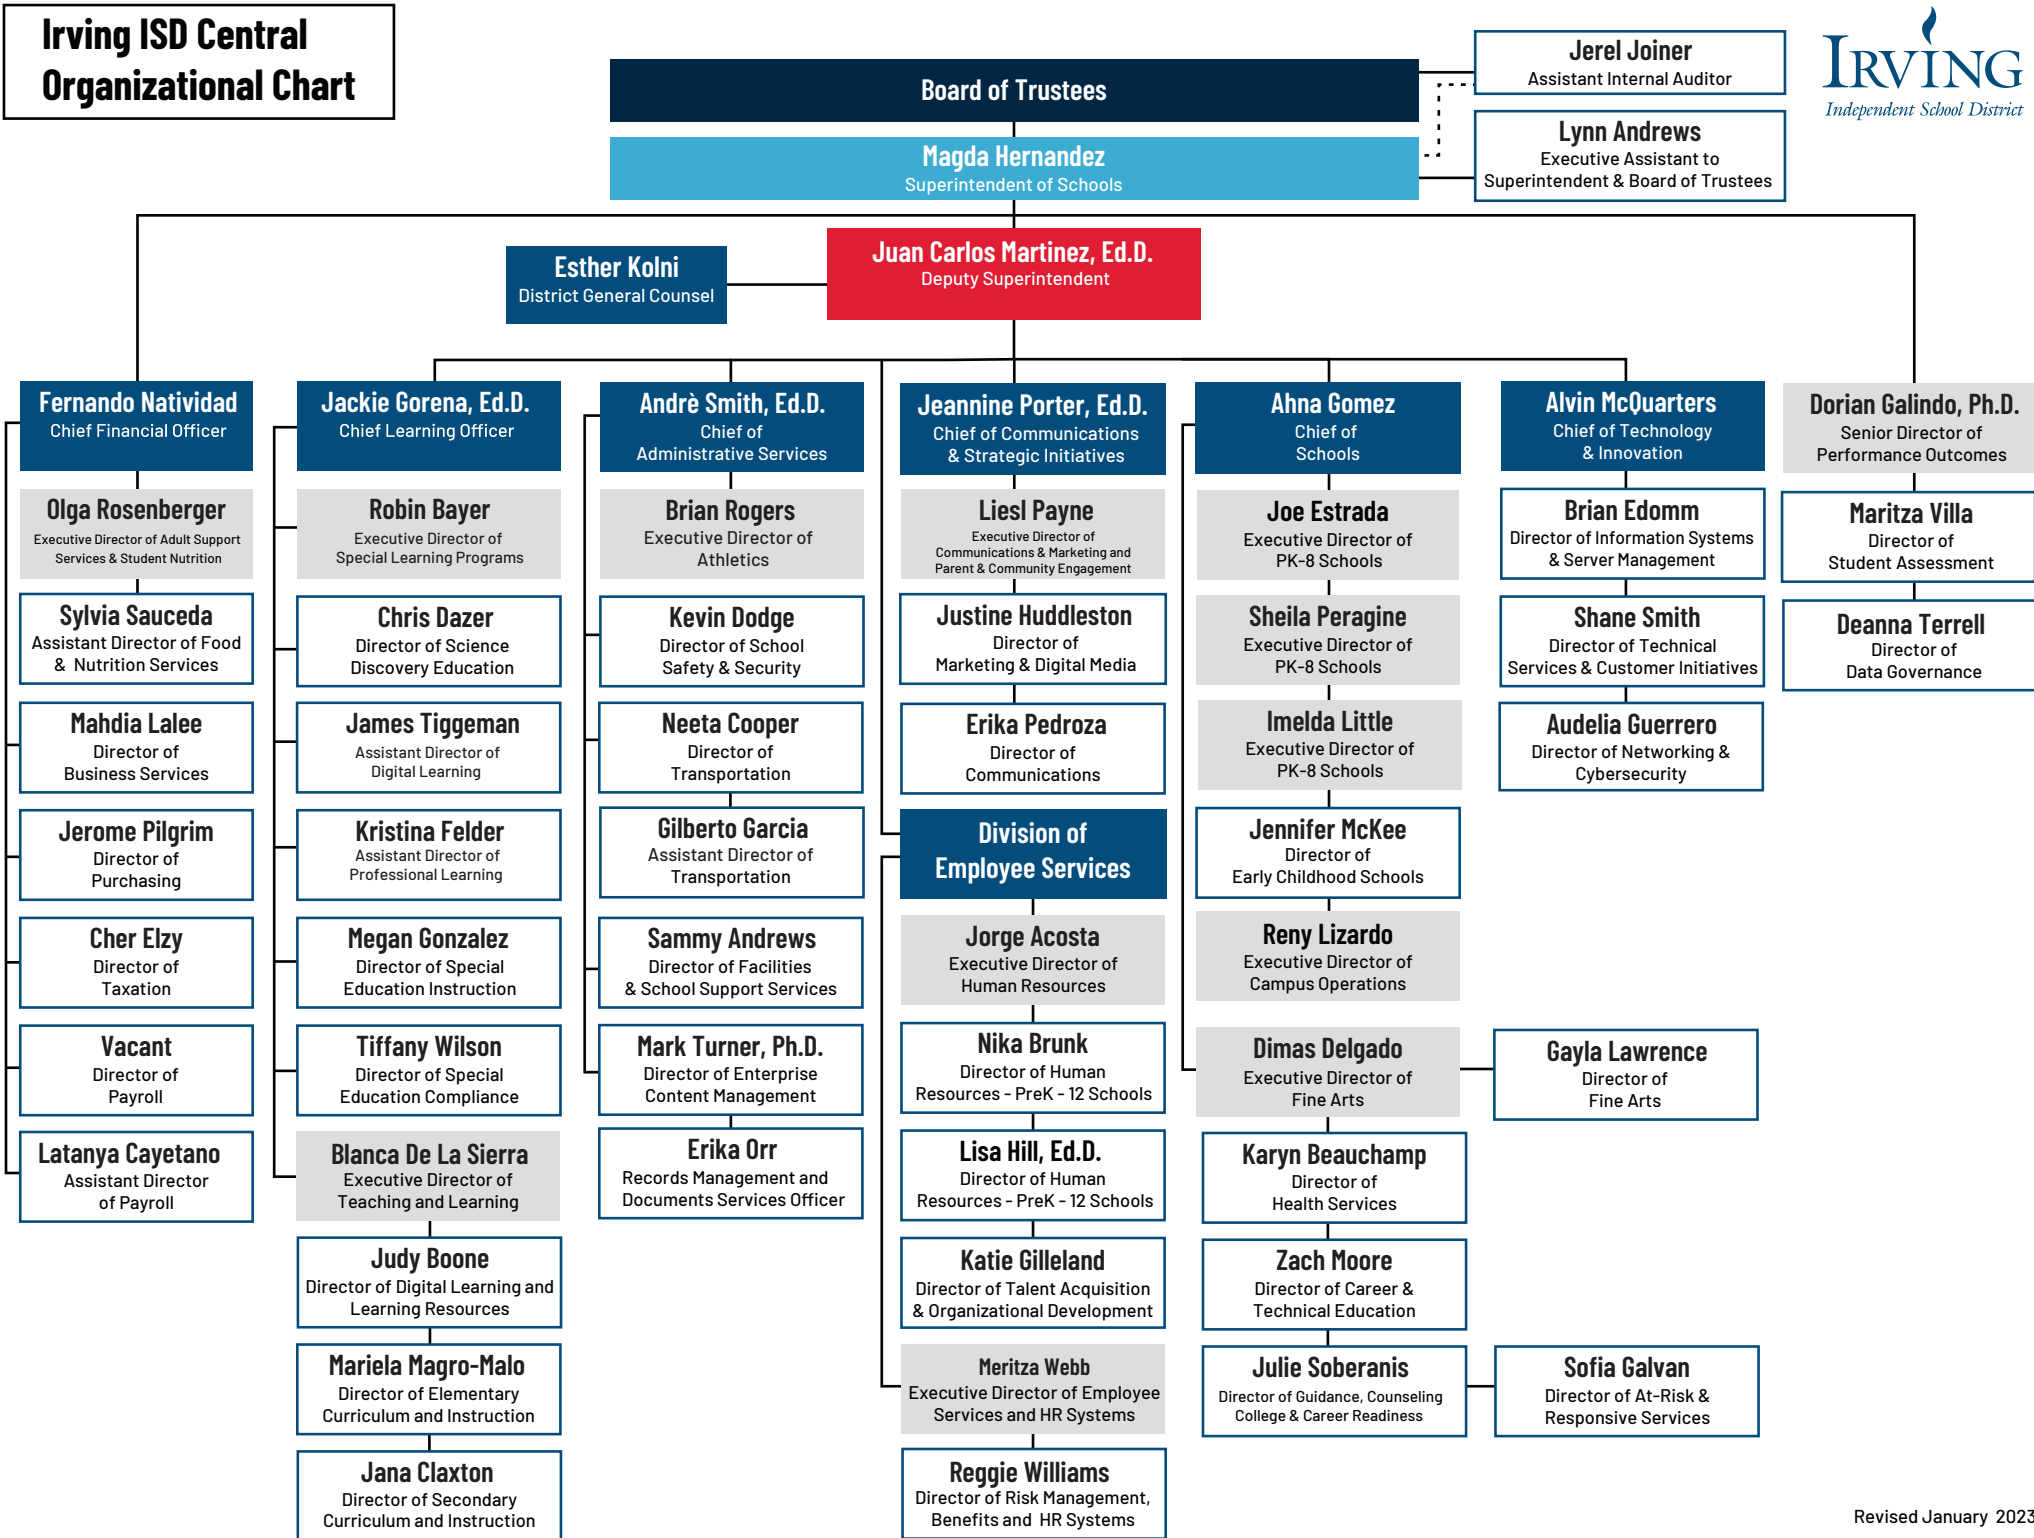 Irving ISD Central
Organizational Chart
Board of Trustees
Magda Hernandez
Superintendent of Schools
Jerel Joiner
Assistant Internal Auditor
Lynn Andrews
Executive Assistant to
Superintendent & Board of Trustees
IRVING
Independent School District
Esther Kolni
District General Counsel
Juan Carlos Martinez, Ed.D.
Deputy Superintendent
Fernando Natividad
Chief Financial Officer
Olga Rosenberger
Executive Director of Adult Support
Services & Student Nutrition
Sylvia Sauceda
Assistant Director of Food
& Nutrition Services
Mahdia Lalee
Director of
Business Services
Jerome Pilgrim
Director of
Purchasing
Cher Elzy
Director of
Taxation
Vacant
Director of
Payroll
Latanya Cayetano
Assistant Director
of Payroll
Jackie Gorena, Ed.D.
Chief Learning Officer
Robin Bayer
Executive Director of
Special Learning Programs
Chris Dazer
Director of Science
Discovery Education
James Tiggeman
Assistant Director of
Digital Learning
Kristina Felder
Assistant Director of
Professional Learning
Megan Gonzalez
Director of Special
Education Instruction
Tiffany Wilson
Director of Special
Education Compliance
Blanca De La Sierra
Executive Director of
Teaching and Learning
Judy Boone
Director of Digital Learning and
Learning Resources
Mariela Magro-Malo
Director of Elementary
Curriculum and Instruction
Jana Claxton
Director of Secondary
Curriculum and Instruction
Andrè Smith, Ed.D.
Chief of
Administrative Services
Brian Rogers
Executive Director of
Athletics
Kevin Dodge
Director of School
Safety & Security
Neeta Cooper
Director of
Transportation
Gilberto Garcia
Assistant Director of
Transportation
Sammy Andrews
Director of Facilities
& School Support Services
Mark Turner, Ph.D.
Director of Enterprise
Content Management
Erika Orr
Records Management and
Documents Services Officer
Jeannine Porter, Ed.D.
Chief of Communications
& Strategic Initiatives
Liesl Payne
Executive Director of
Communications & Marketing and
Parent & Community Engagement
Justine Huddleston
Director of
Marketing & Digital Media
Erika Pedroza
Director of
Communications
Division of
Employee Services
Jorge Acosta
Executive Director of
Human Resources
Nika Brunk
Director of Human
Resources - PreK - 12 Schools
Lisa Hill, Ed.D.
Director of Human
Resources - PreK - 12 Schools
Katie Gilleland
Director of Talent Acquisition
& Organizational Development
Meritza Webb
Executive Director of Employee
Services and HR Systems
Reggie Williams
Director of Risk Management,
Benefits and HR Systems
Ahna Gomez
Chief of
Schools
Joe Estrada
Executive Director of
PK-8 Schools
Sheila Peragine
Executive Director of
PK-8 Schools
Imelda Little
Executive Director of
PK-8 Schools
Jennifer McKee
Director of
Early Childhood Schools
Reny Lizardo
Executive Director of
Campus Operations
Dimas Delgado
Executive Director of
Fine Arts
Gayla Lawrence
Director of
Fine Arts
Karyn Beauchamp
Director of
Health Services
Zach Moore
Director of Career &
Technical Education
Julie Soberanis
Director of Guidance, Counseling
College & Career Readiness
Sofia Galvan
Director of At-Risk &
Responsive Services
Alvin McQuarters
Chief of Technology
& Innovation
Brian Edomm
Director of Information Systems
& Server Management
Shane Smith
Director of Technical
Services & Customer Initiatives
Audelia Guerrero
Director of Networking &
Cybersecurity
Dorian Galindo, Ph.D.
Senior Director of
Performance Outcomes
Maritza Villa
Director of
Student Assessment
Deanna Terrell
Director of
Data Governance
Revised January 2023